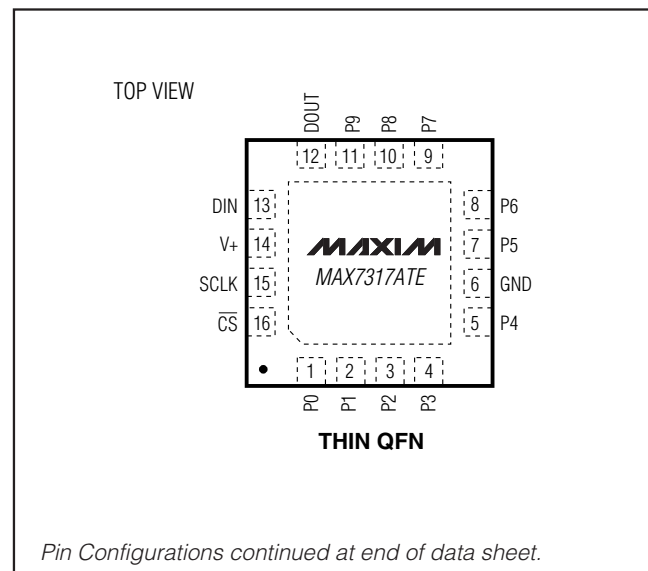 TOP VIEW
DOUT P9 P8 P7
12 11 10 9
DIN 13 8 P6
V+ 14 MAXIM 7 P5
SCLK 15 MAX7317ATE 6 GND
C̅S̅ 16 5 P4
1 2 3 4
P0 P1 P2 P3
THIN QFN
Pin Configurations continued at end of data sheet.